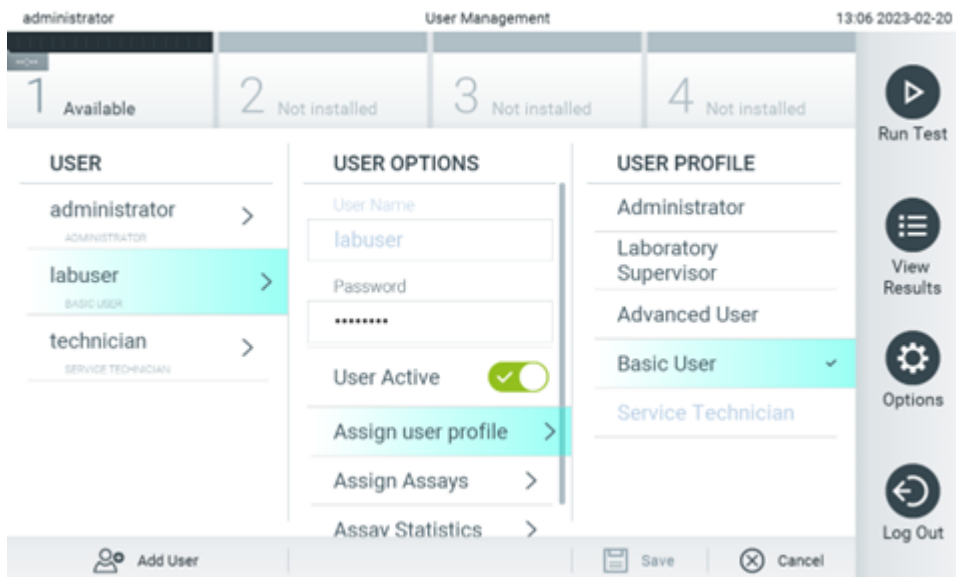 administrator User Management 13:06 2023-02-20
1 Available 2 Not installed 3 Not installed 4 Not installed
Run Test
View
Results
Options
Log Out
USER
administrator
ADMINISTRATOR
labuser
BASIC USER
technician
SERVICE TECHNICIAN
USER OPTIONS
User Name
labuser
Password
••••••••
User Active
Assign user profile
Assign Assays
Assay Statistics
USER PROFILE
Administrator
Laboratory
Supervisor
Advanced User
Basic User
Service Technician
Add User
Save
Cancel